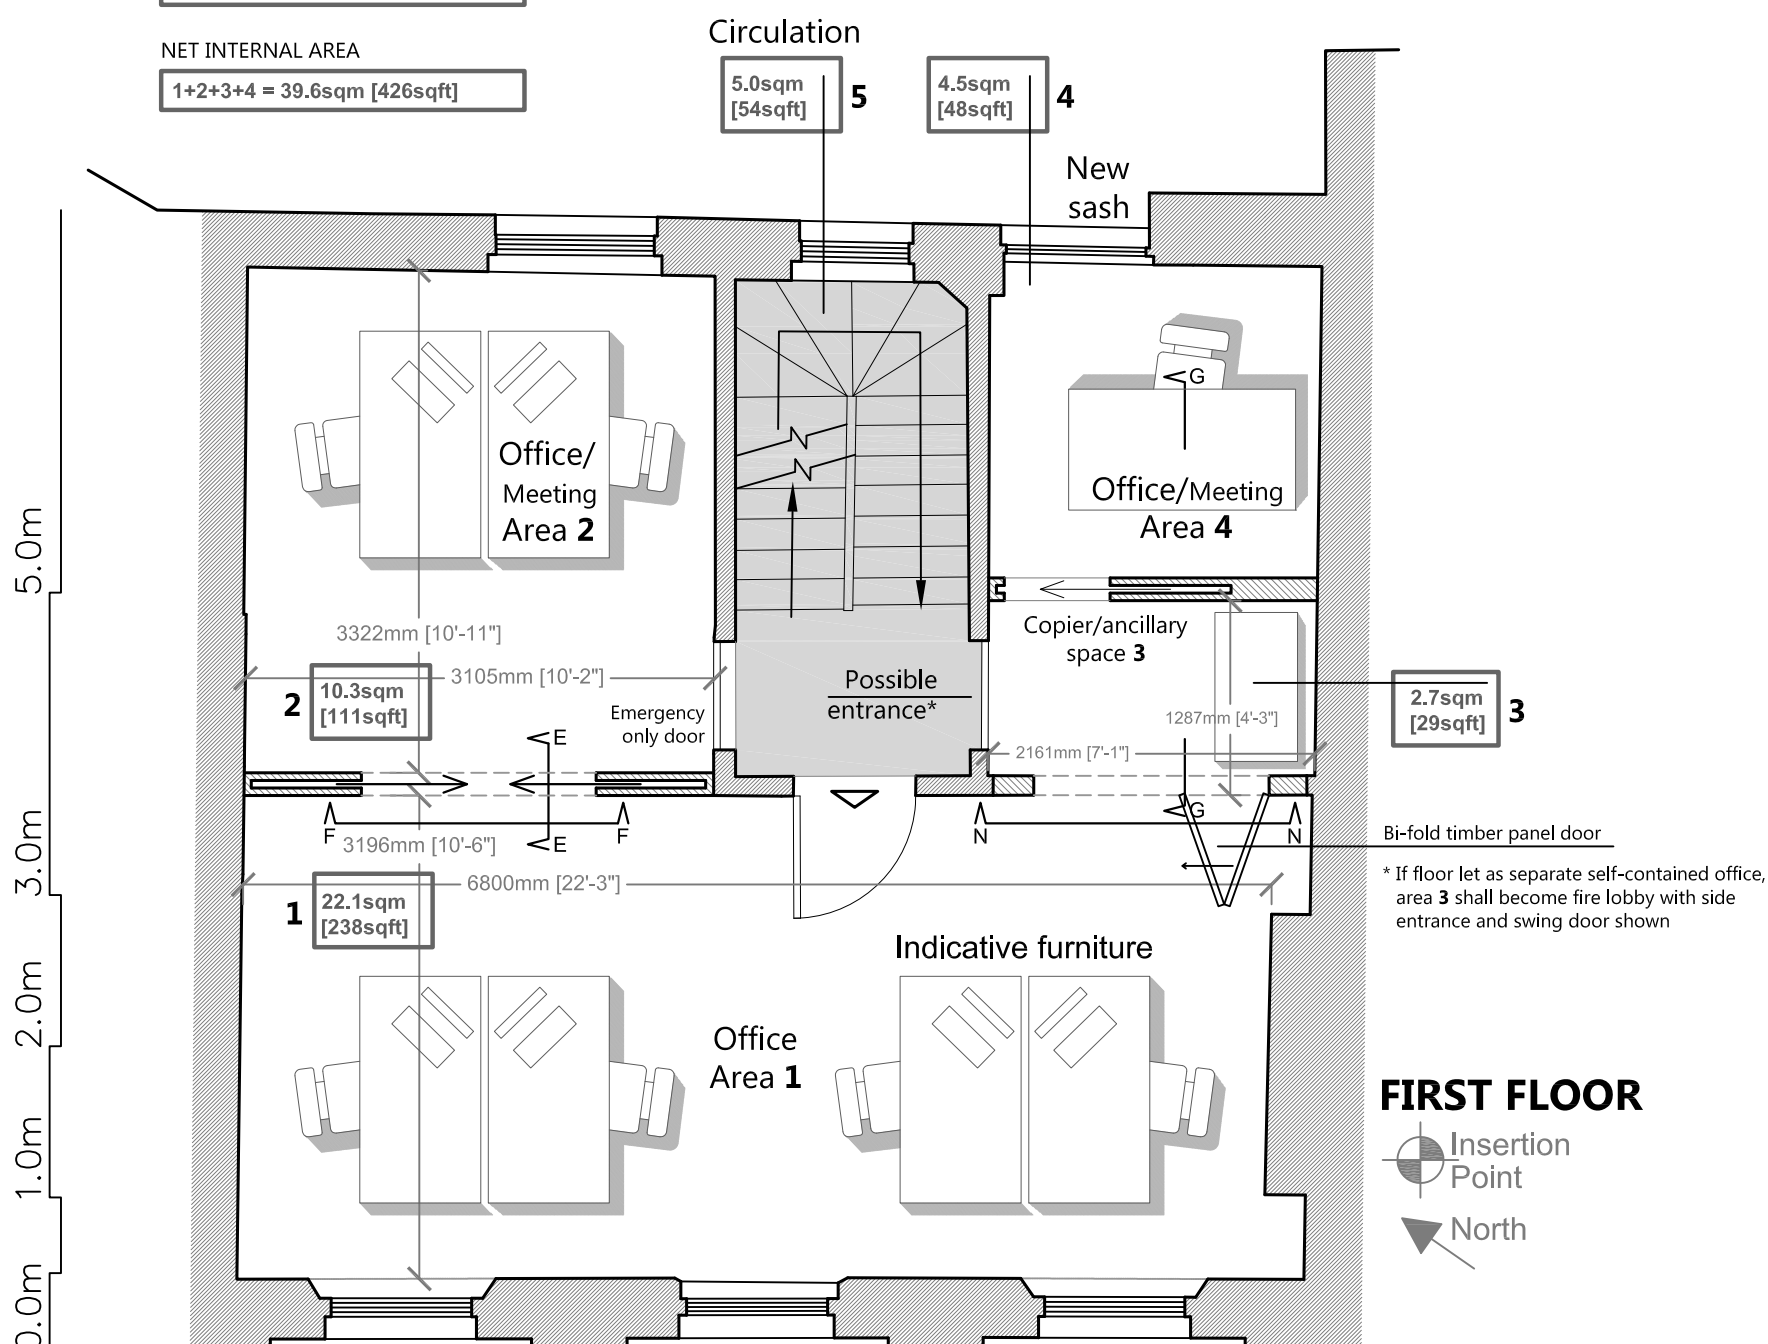 NET INTERNAL AREA
1+2+3+4 = 39.6sqm [426sqft]
Circulation
5.0sqm
[54sqft]
5
4.5sqm
[48sqft]
4
New
sash
G
Office/
Meeting
Area 2
Office/Meeting
Area 4
5.0m
3322mm [10'-11"]
3105mm [10'-2"]
2
10.3sqm
[111sqft]
Emergency
only door
Possible
entrance*
Copier/ancillary
space 3
1287mm [4'-3"]
2161mm [7'-1"]
2.7sqm
[29sqft]
3
E
E
F
F
G
N
N
3196mm [10'-6"]
6800mm [22'-3"]
3.0m
1
22.1sqm
[238sqft]
Bi-fold timber panel door
* If floor let as separate self-contained office,
area 3 shall become fire lobby with side
entrance and swing door shown
Indicative furniture
2.0m
Office
Area 1
1.0m
FIRST FLOOR
Insertion
Point
North
0.0m